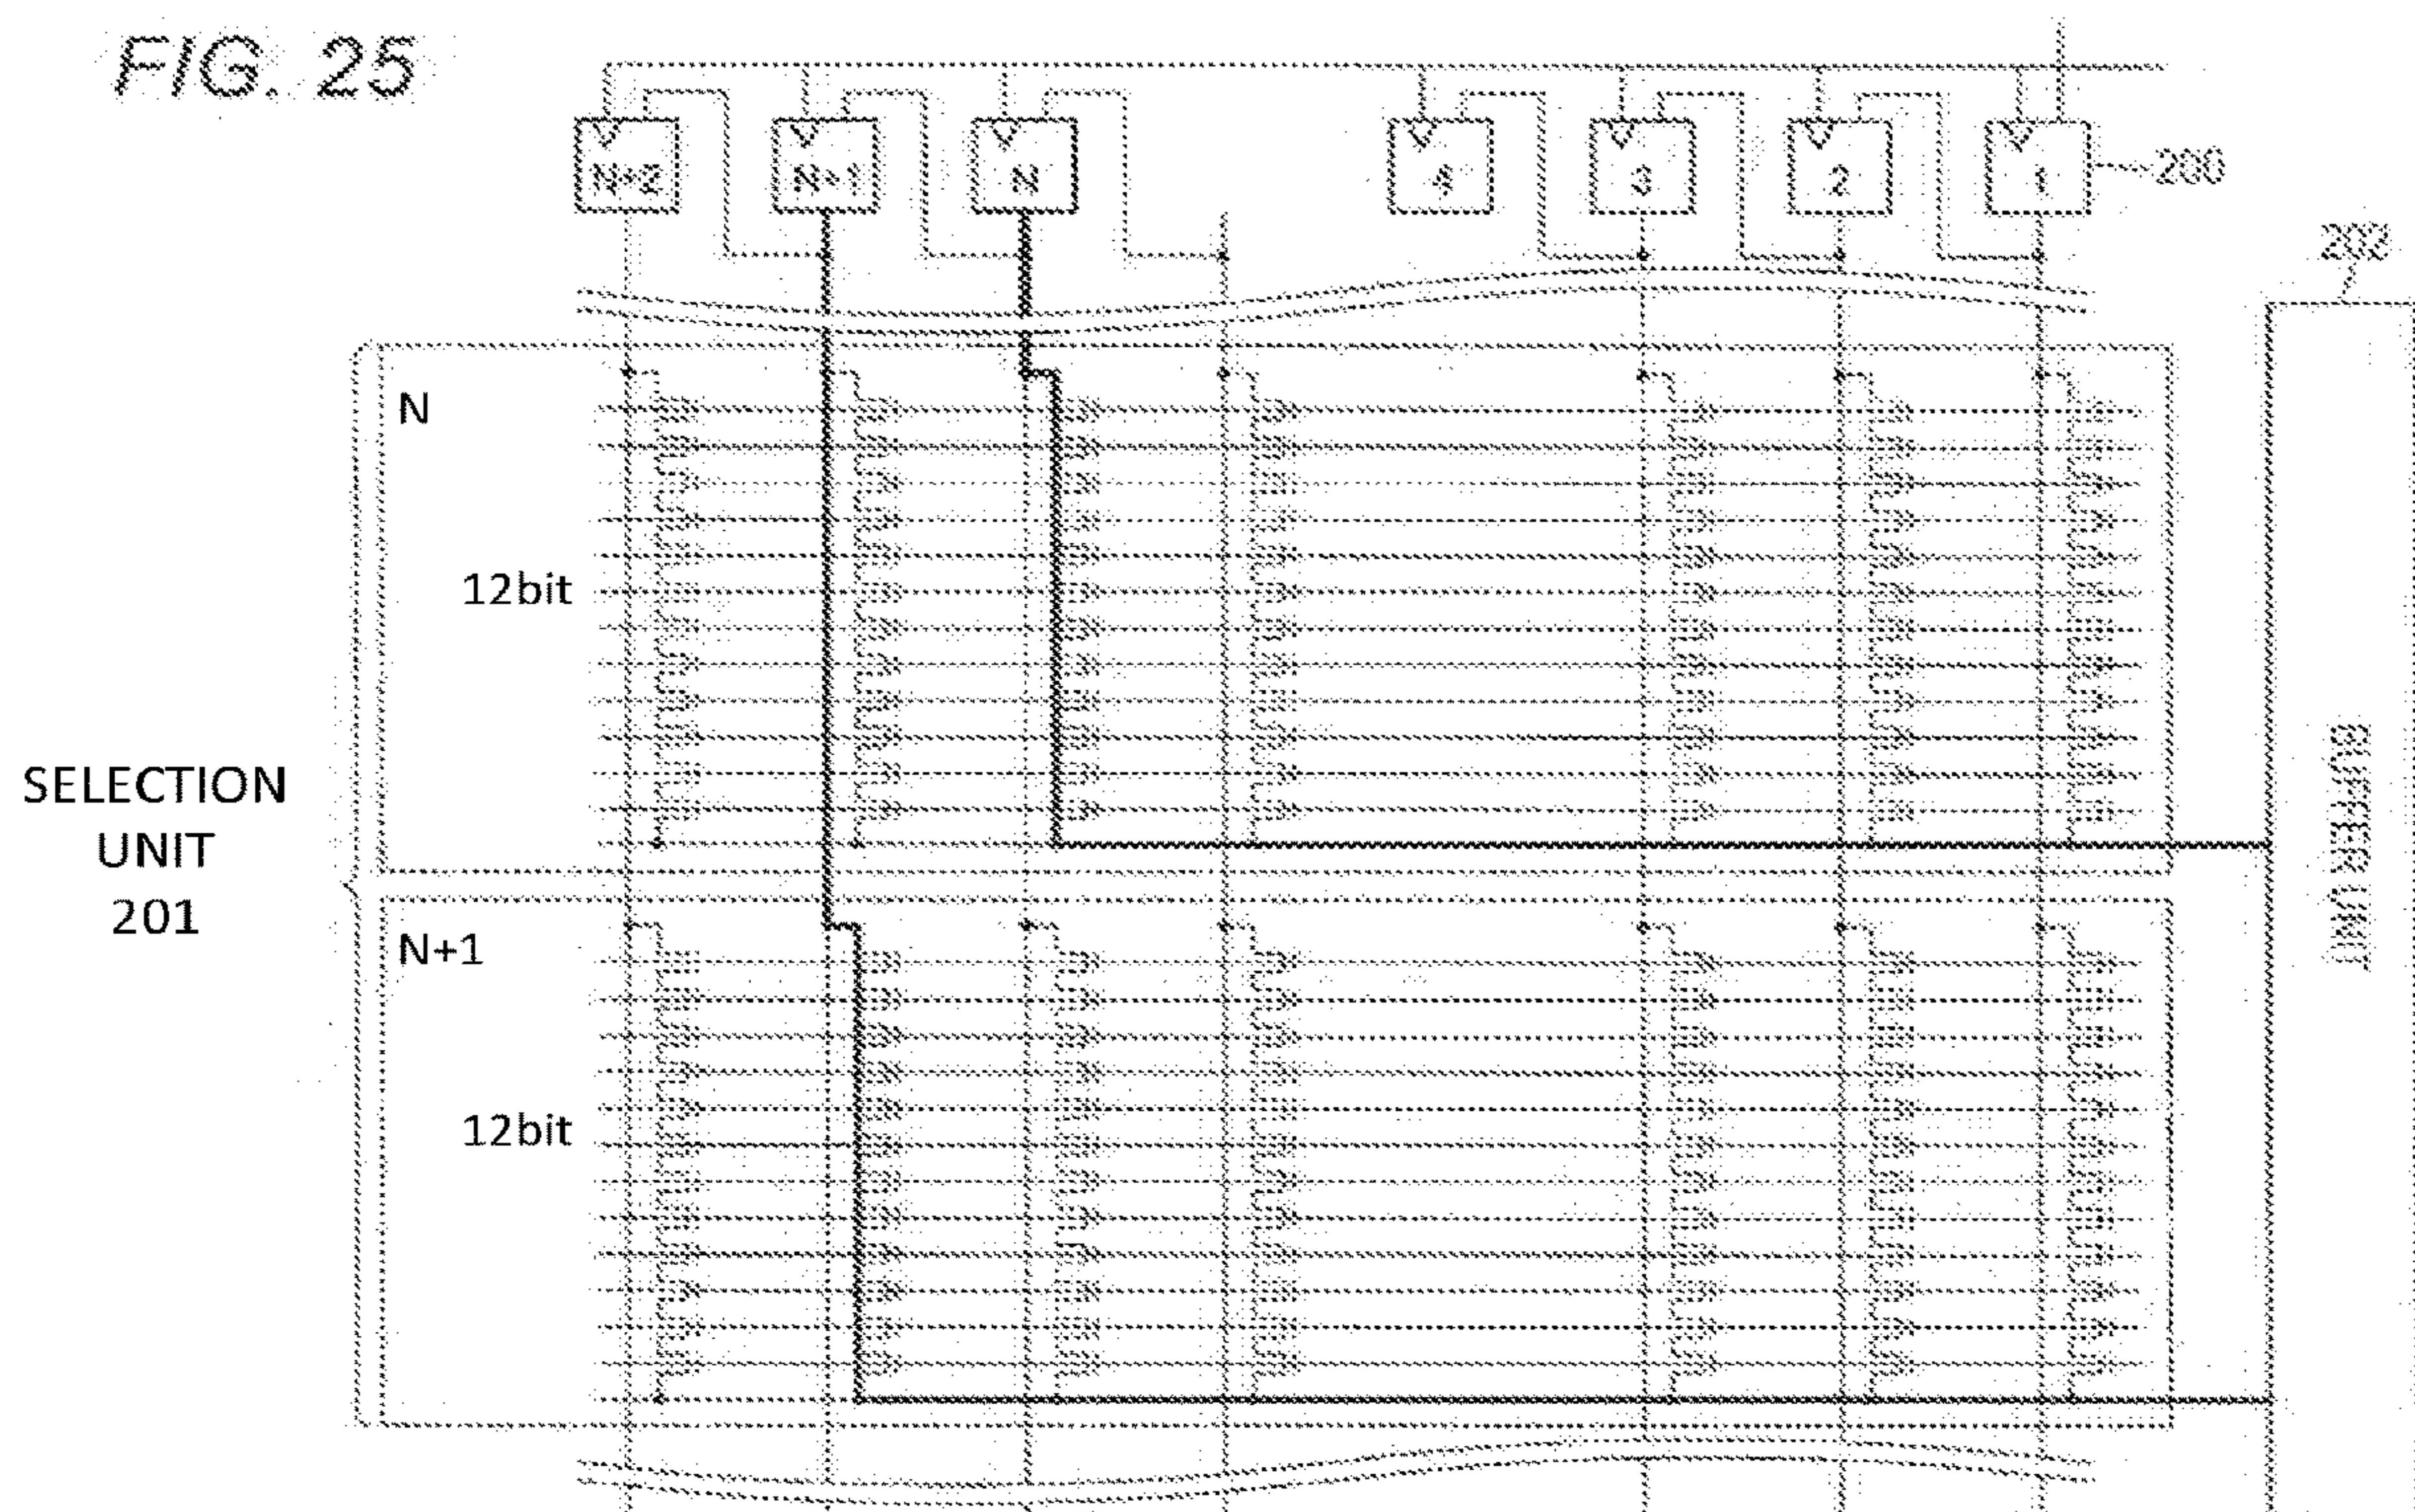 FIG. 25
N+2 N+1 N 4 3 2 1 200
202
N
12bit
SELECTION
UNIT
201
BUFFER UNIT
N+1
12bit